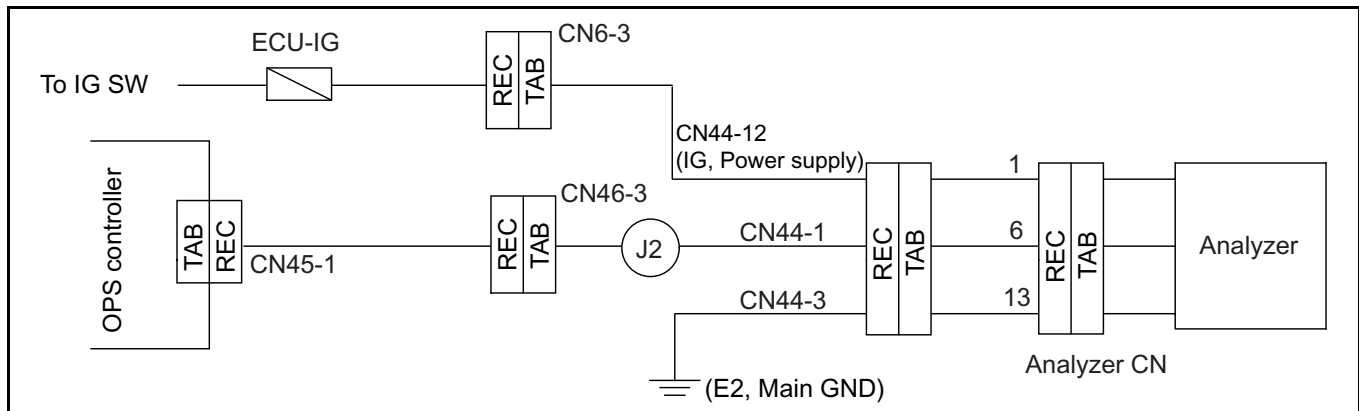 ECU-IG
CN6-3
To IG SW
REC
TAB
CN44-12
(IG, Power supply)
1
OPS controller
TAB
REC
CN45-1
CN46-3
REC
TAB
J2
CN44-1
REC
TAB
6
REC
TAB
Analyzer
CN44-3
13
Analyzer CN
(E2, Main GND)